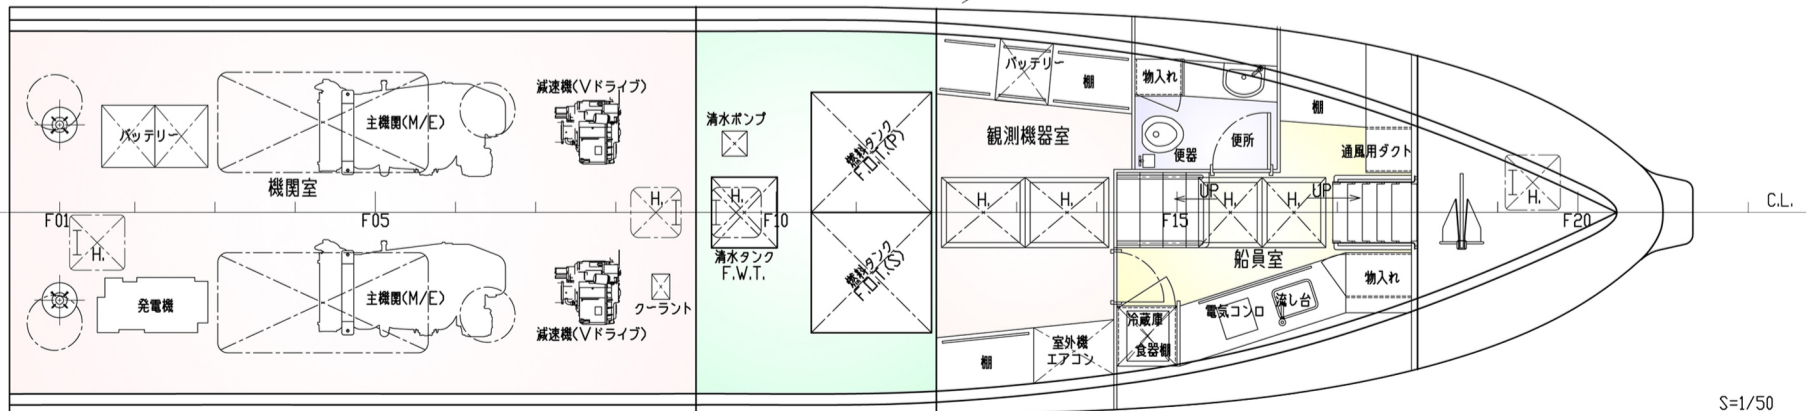 減速機(Vドライブ)
バッテリー
主機関(M/E)
機関室
F01
F05
H.
H.
発電機
主機関(M/E)
減速機(Vドライブ)
クーラント
清水ポンプ
H.
F10
清水タンク
F.W.T.
燃料タンク
F.O.T.(P)
燃料タンク
F.O.T.(S)
バッテリー
棚
観測機器室
H.
H.
棚
室外機
エアコン
物入れ
便器
便所
棚
通風用ダクト
UP
UP
F15
H.
H.
船員室
冷蔵庫
食器棚
電気コンロ
流し台
物入れ
H.
F20
C.L.
S=1/50